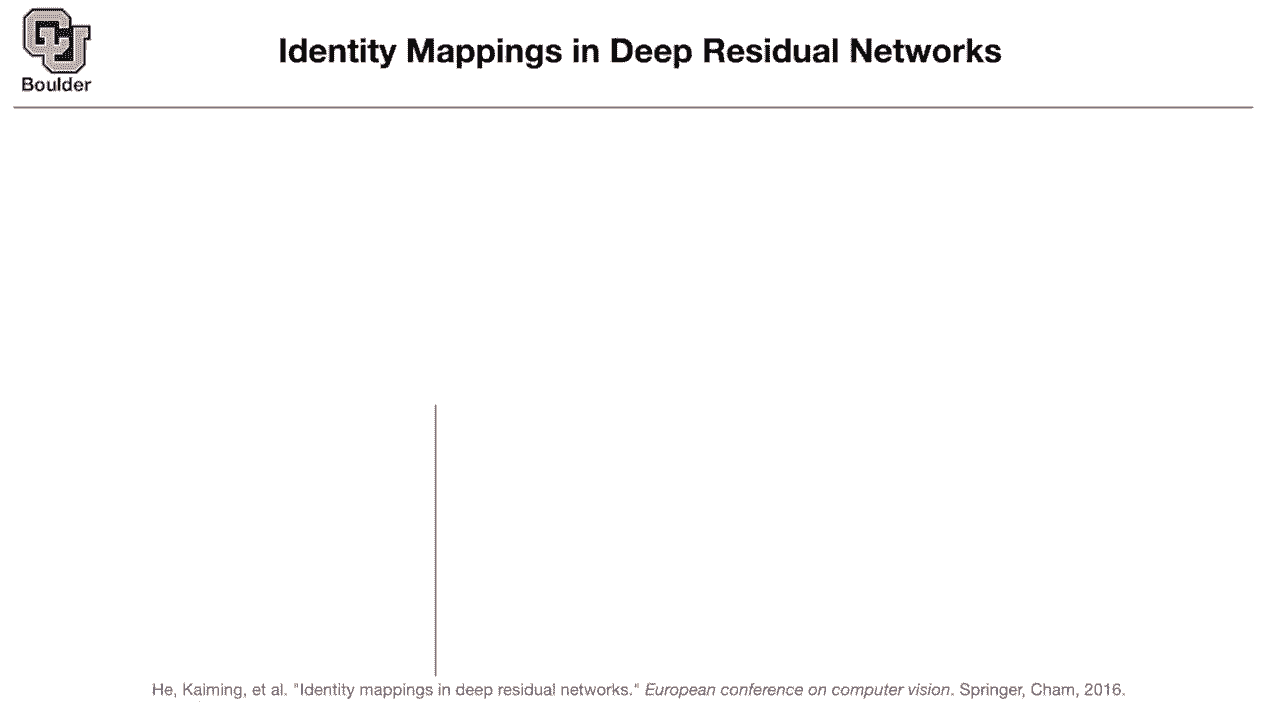 CU
Boulder
Identity Mappings in Deep Residual Networks
He, Kaiming, et al. "Identity mappings in deep residual networks." European conference on computer vision. Springer, Cham, 2016.